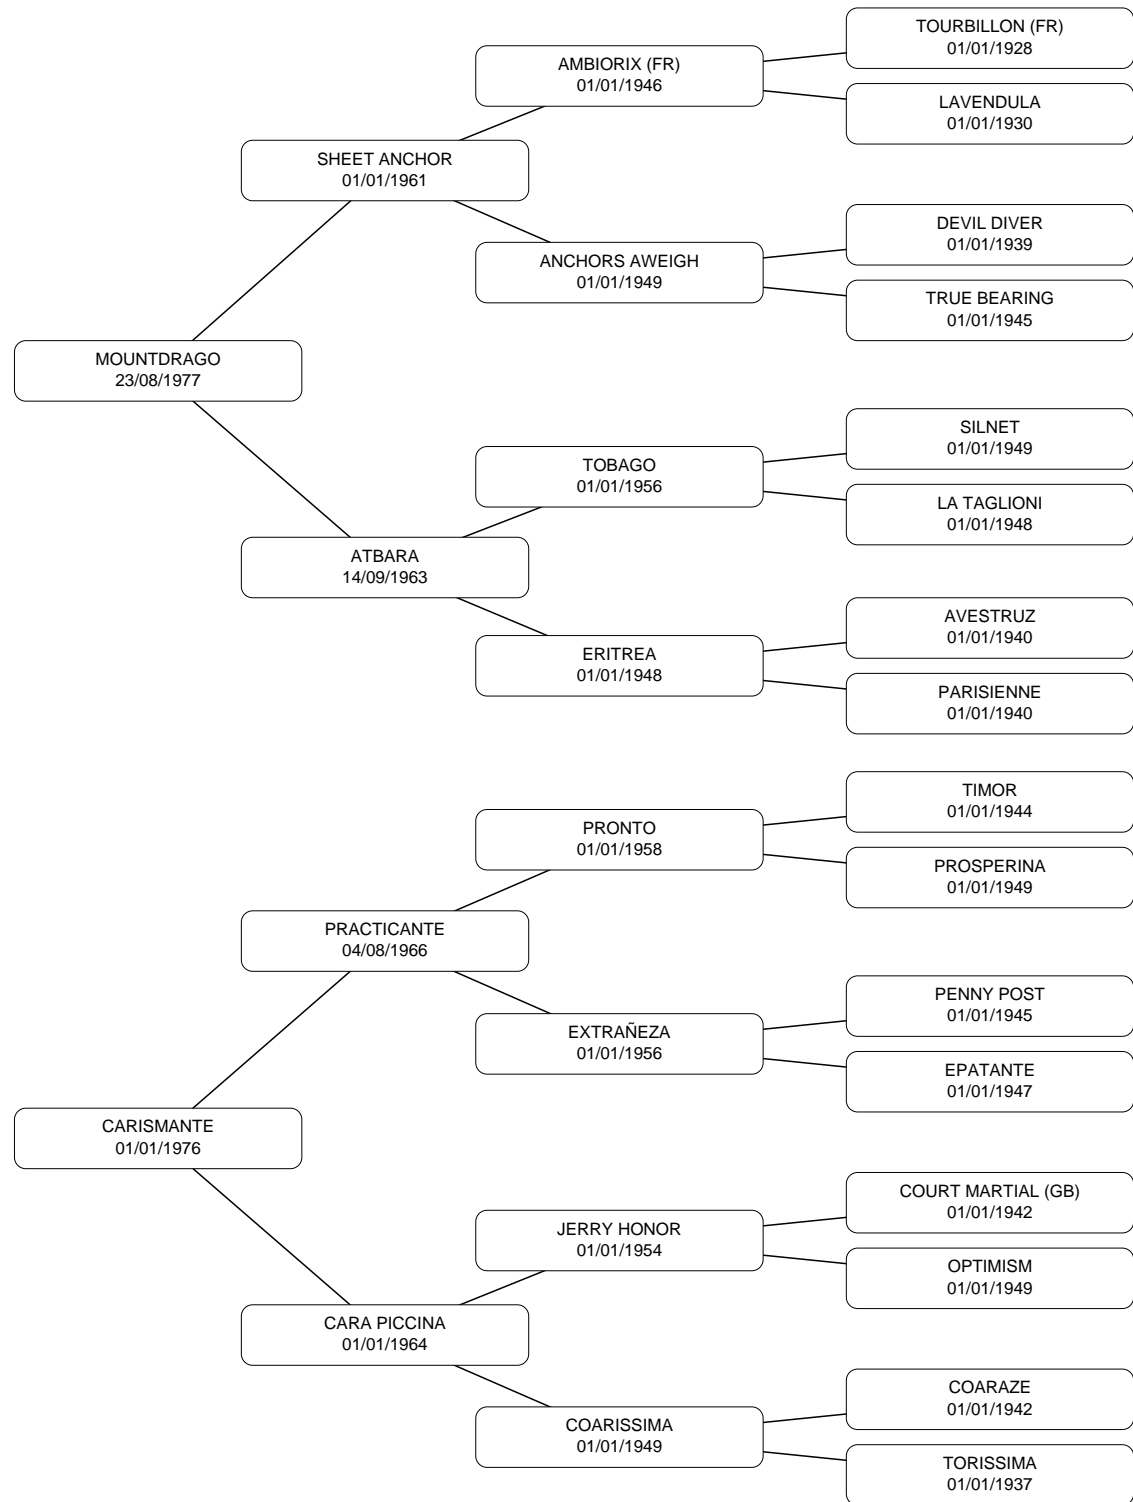 TOURBILLON (FR)
01/01/1928
AMBIORIX (FR)
01/01/1946
LAVENDULA
01/01/1930
SHEET ANCHOR
01/01/1961
DEVIL DIVER
01/01/1939
ANCHORS AWEIGH
01/01/1949
TRUE BEARING
01/01/1945
MOUNTDRAGO
23/08/1977
SILNET
01/01/1949
TOBAGO
01/01/1956
LA TAGLIONI
01/01/1948
ATBARA
14/09/1963
AVESTRUZ
01/01/1940
ERITREA
01/01/1948
PARISIENNE
01/01/1940
TIMOR
01/01/1944
PRONTO
01/01/1958
PROSPERINA
01/01/1949
PRACTICANTE
04/08/1966
PENNY POST
01/01/1945
EXTRAÑEZA
01/01/1956
EPATANTE
01/01/1947
CARISMANTE
01/01/1976
COURT MARTIAL (GB)
01/01/1942
JERRY HONOR
01/01/1954
OPTIMISM
01/01/1949
CARA PICCINA
01/01/1964
COARAZE
01/01/1942
COARISSIMA
01/01/1949
TORISSIMA
01/01/1937